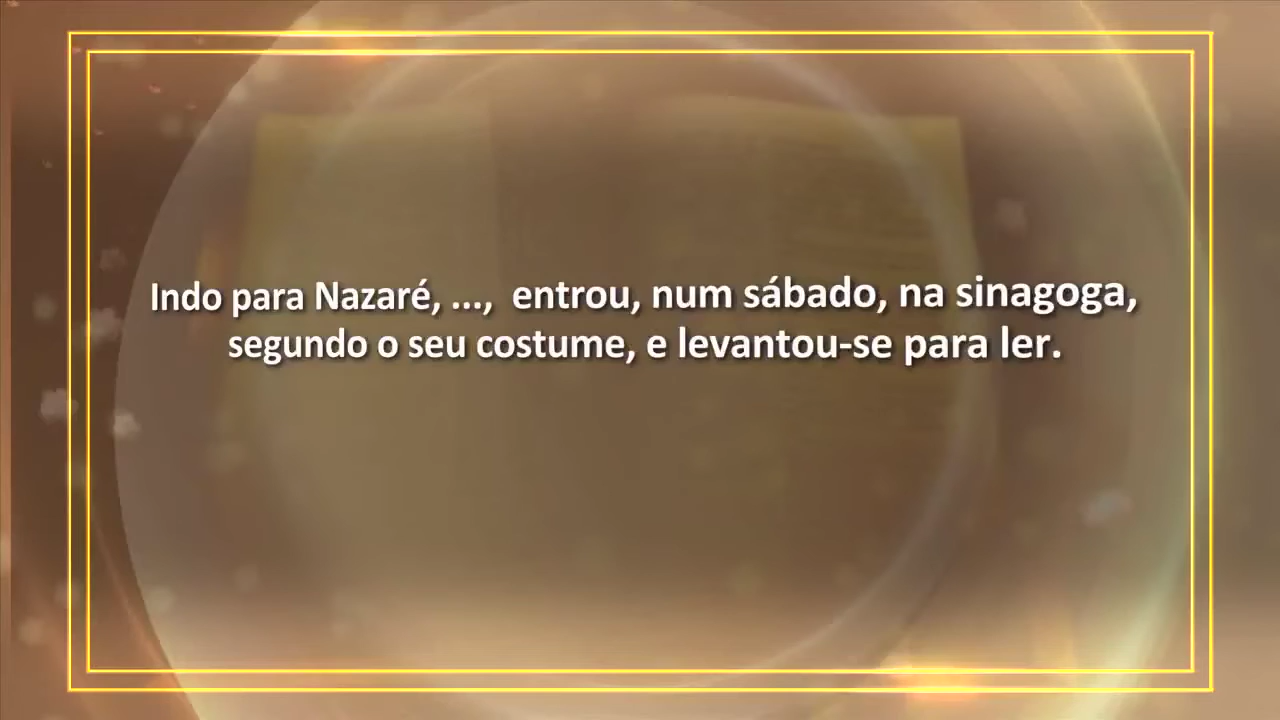 Indo para Nazaré, ..., entrou, num sábado, na sinagoga,
segundo o seu costume, e levantou-se para ler.